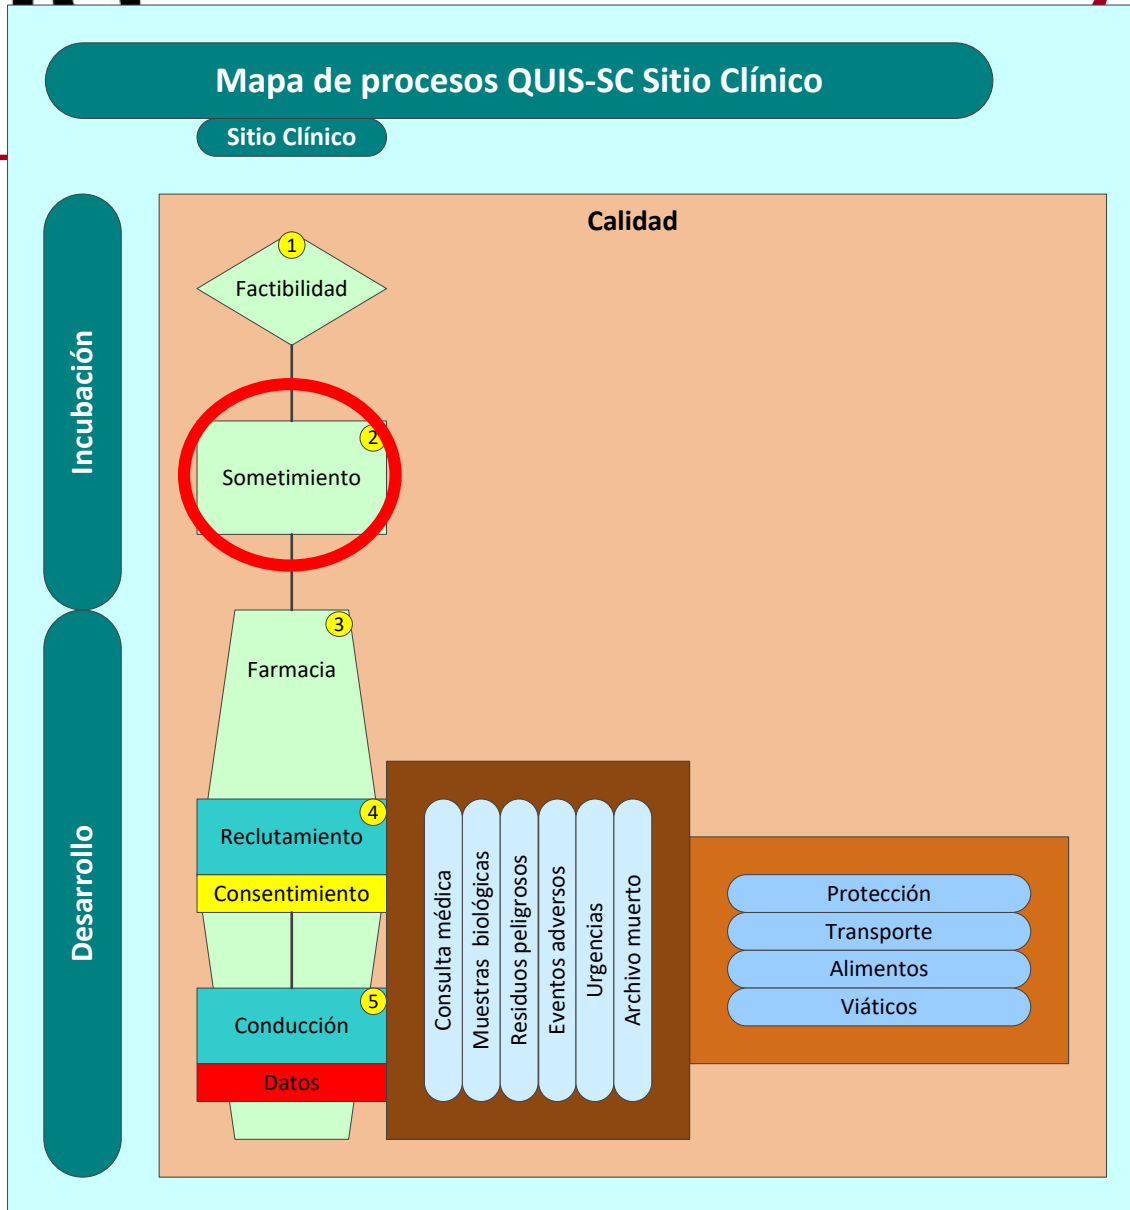 Mapa de procesos QUIS-SC Sitio Clínico
Sitio Clínico
Calidad
Incubación
1
Factibilidad
2
Sometimiento
Desarrollo
3
Farmacia
4
Reclutamiento
Consentimiento
5
Conducción
Datos
Consulta médica
Muestras biológicas
Residuos peligrosos
Eventos adversos
Urgencias
Archivo muerto
Protección
Transporte
Alimentos
Viáticos